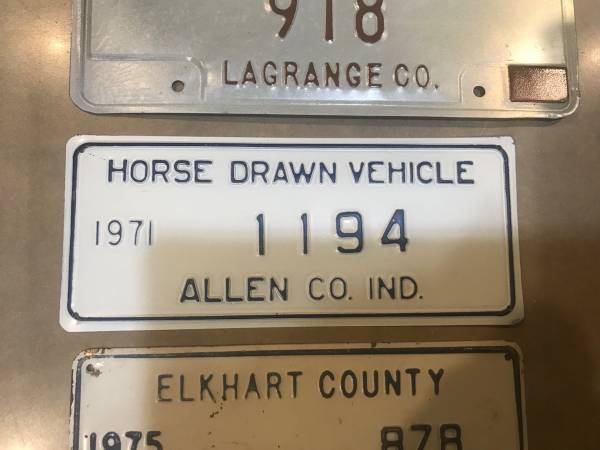 918
LAGRANGE CO.
HORSE DRAWN VEHICLE
1971 1194
ALLEN CO. IND.
ELKHART COUNTY
1975 878